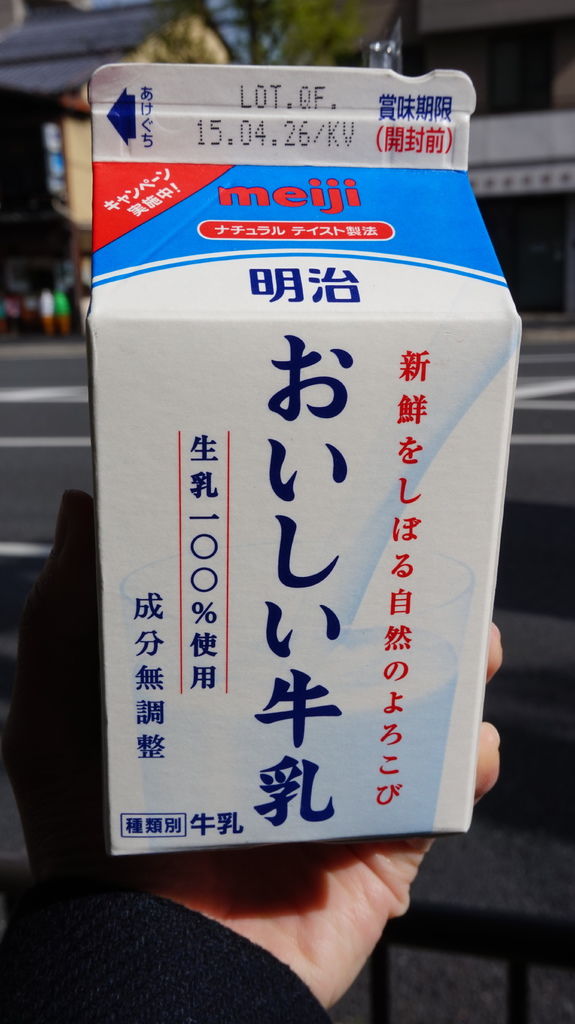 あけぐち
LOT.QF.
15.04.26/KV
賞味期限
(開封前)
キャンペーン
実施中!
meiji
ナチュラル テイスト製法
明治
新鮮をしぼる自然のよろこび
おいしい牛乳
生乳一〇〇%使用
成分無調整
種類別 牛乳